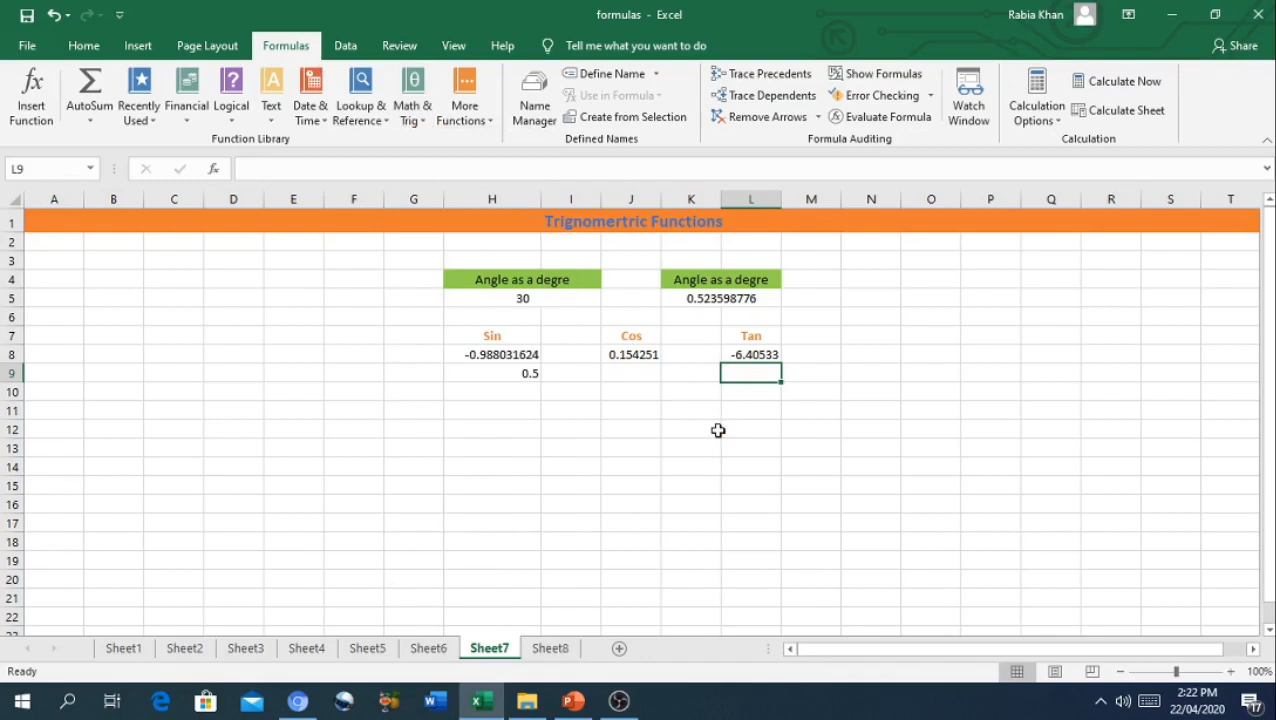 formulas - Excel
Rabia Khan
File Home Insert Page Layout Formulas Data Review View Help Tell me what you want to do Share
Insert Function
AutoSum
Recently Used
Financial
Logical
Text
Date & Time
Lookup & Reference
Math & Trig
More Functions
Function Library
Name Manager
Define Name
Use in Formula
Create from Selection
Defined Names
Trace Precedents
Trace Dependents
Remove Arrows
Show Formulas
Error Checking
Evaluate Formula
Formula Auditing
Watch Window
Calculation Options
Calculate Now
Calculate Sheet
Calculation
L9 fx
A B C D E F G H I J K L M N O P Q R S T
1 Trignomertric Functions
2
3
4 Angle as a degre Angle as a degre
5 30 0.523598776
6
7 Sin Cos Tan
8 -0.988031624 0.154251 -6.40533
9 0.5
10
11
12
13
14
15
16
17
18
19
20
21
22
Sheet1 Sheet2 Sheet3 Sheet4 Sheet5 Sheet6 Sheet7 Sheet8
Ready 100%
2:22 PM
22/04/2020
17